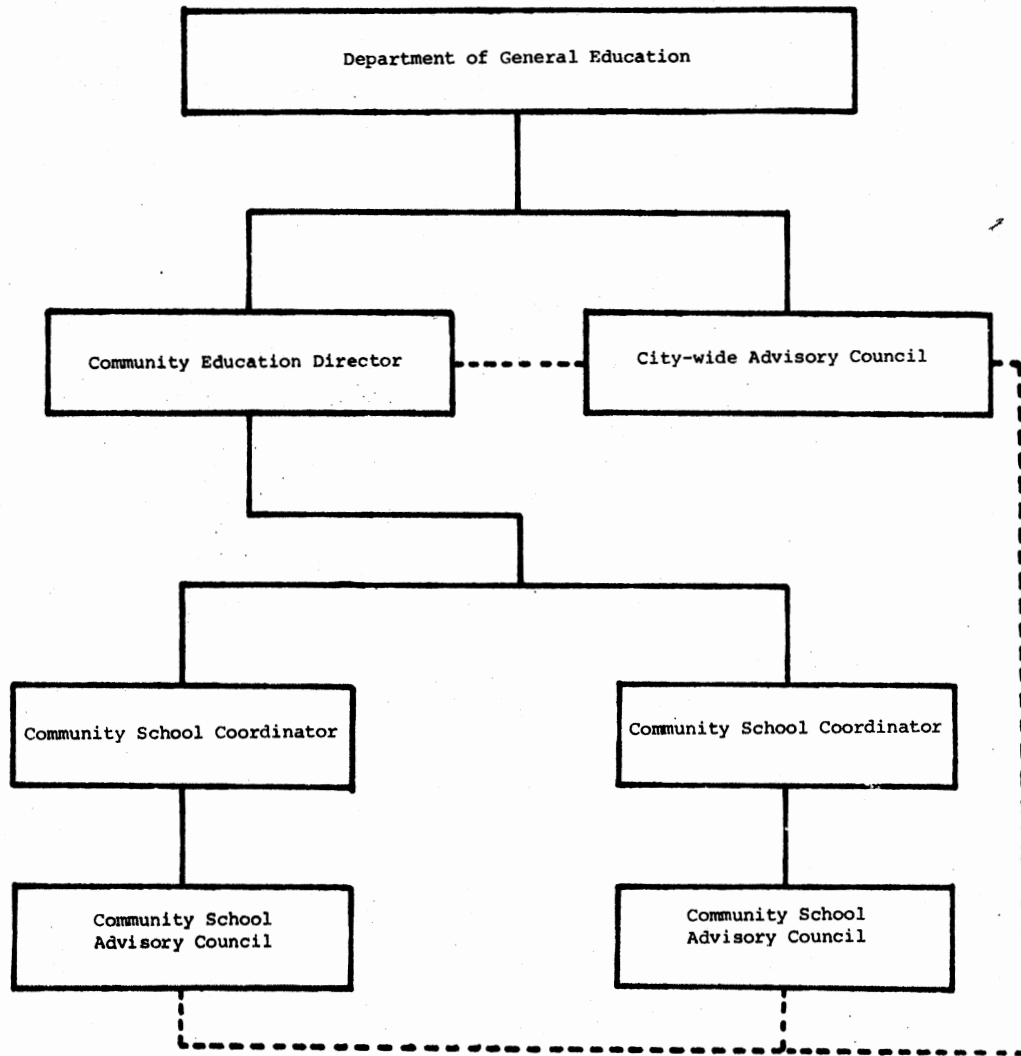 Department of General Education
Community Education Director
City-wide Advisory Council
Community School Coordinator
Community School Coordinator
Community School
Advisory Council
Community School
Advisory Council